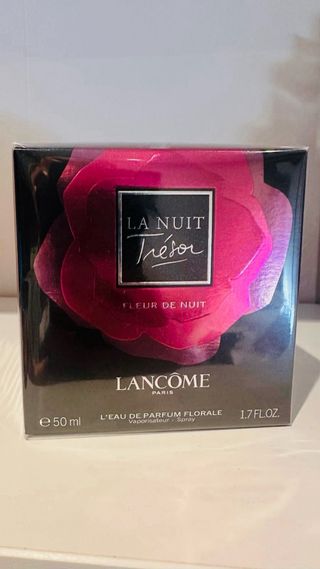 LA NUIT
Trésor
FLEUR DE NUIT
LANCÔME
PARIS
℮ 50 ml
L'EAU DE PARFUM FLORALE
Vaporisateur - Spray
1.7 FL.OZ.